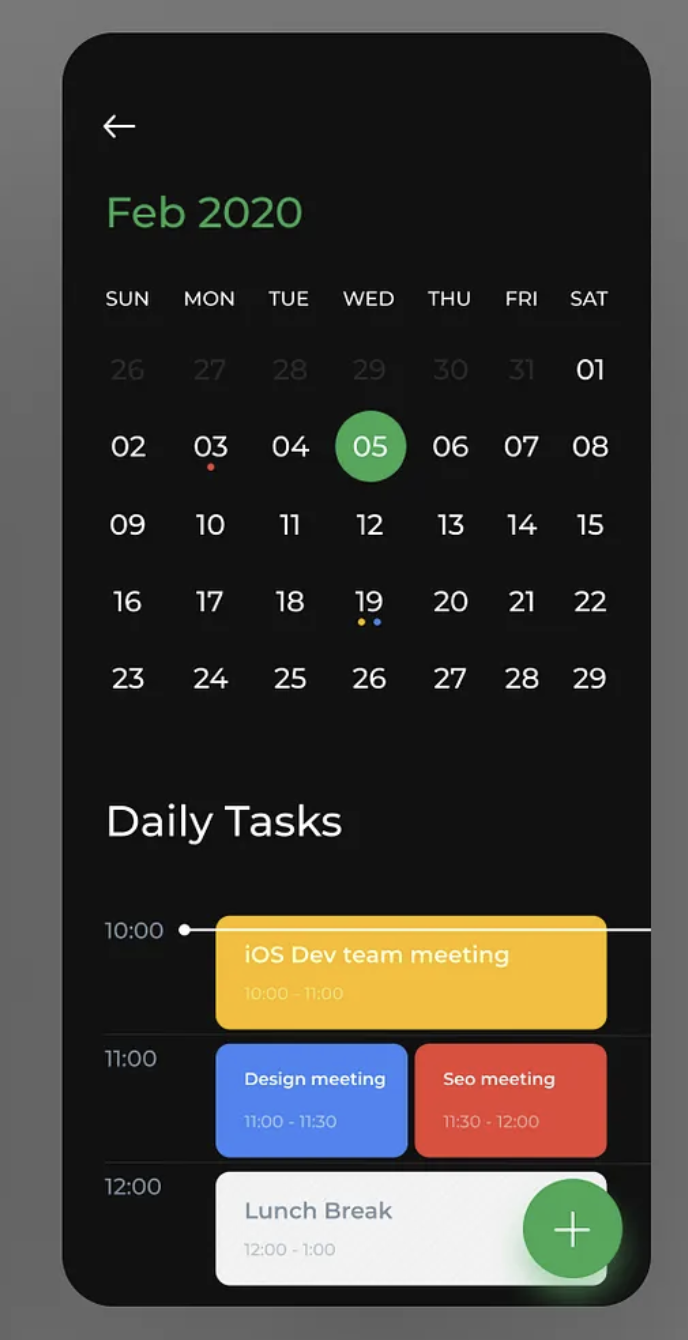 Feb 2020
SUN MON TUE WED THU FRI SAT
26 27 28 29 30 31 01
02 03 04 05 06 07 08
09 10 11 12 13 14 15
16 17 18 19 20 21 22
23 24 25 26 27 28 29
Daily Tasks
10:00
iOS Dev team meeting
10:00 - 11:00
11:00
Design meeting
11:00 - 11:30
Seo meeting
11:30 - 12:00
12:00
Lunch Break
12:00 - 1:00